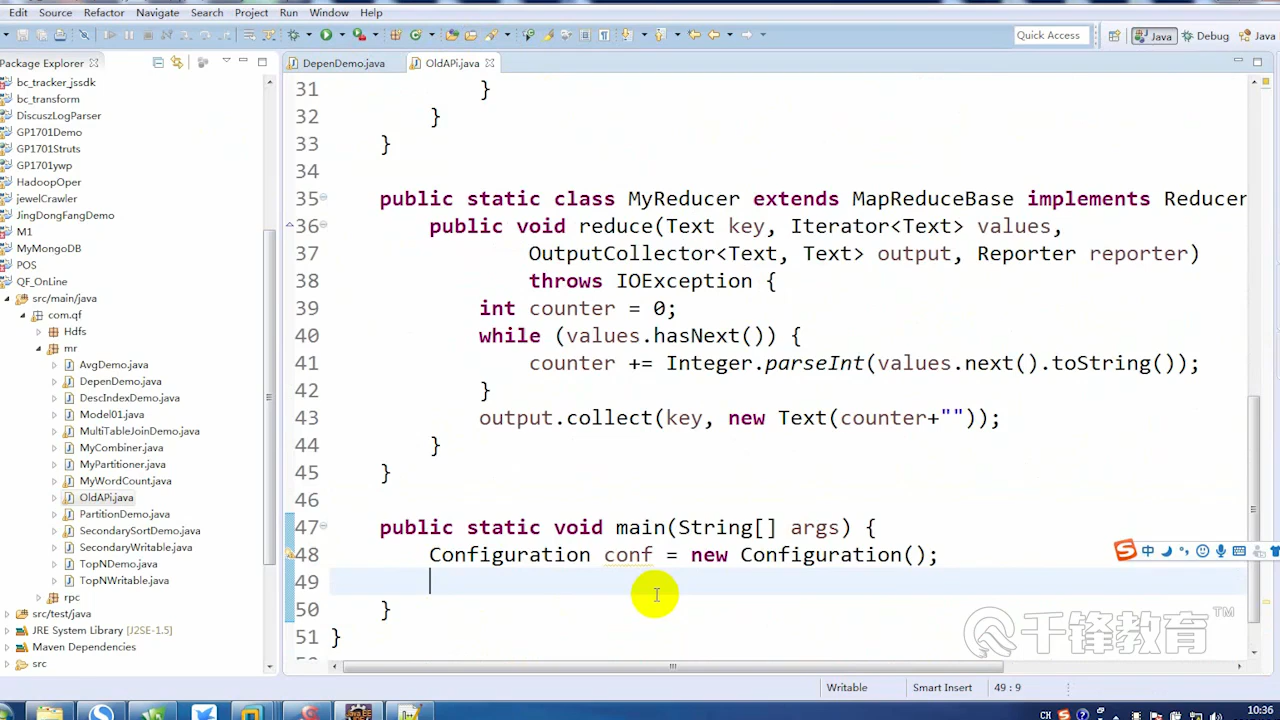 Edit Source Refactor Navigate Search Project Run Window Help
Quick Access Java Debug Java
Package Explorer
DepenDemo.java OldAPi.java
bc_tracker_jssdk
bc_transform
DiscuszLogParser
GP1701Demo
GP1701Struts
GP1701ywp
HadoopOper
jewelCrawler
JingDongFangDemo
M1
MyMongoDB
POS
QF_OnLine
src/main/java
com.qf
Hdfs
mr
AvgDemo.java
DepenDemo.java
DescIndexDemo.java
Model01.java
MultiTableJoinDemo.java
MyCombiner.java
MyPartitioner.java
MyWordCount.java
OldAPi.java
PartitionDemo.java
SecondarySortDemo.java
SecondaryWritable.java
TopNDemo.java
TopNWritable.java
rpc
src/test/java
JRE System Library [J2SE-1.5]
Maven Dependencies
src
31 }
32 }
33 }
34
35 public static class MyReducer extends MapReduceBase implements Reducer
36 public void reduce(Text key, Iterator<Text> values,
37 OutputCollector<Text, Text> output, Reporter reporter)
38 throws IOException {
39 int counter = 0;
40 while (values.hasNext()) {
41 counter += Integer.parseInt(values.next().toString());
42 }
43 output.collect(key, new Text(counter+""));
44 }
45 }
46
47 public static void main(String[] args) {
48 Configuration conf = new Configuration();
49
50 }
51 }
中
千锋教育™
Writable Smart Insert 49 : 9
CH 10:36